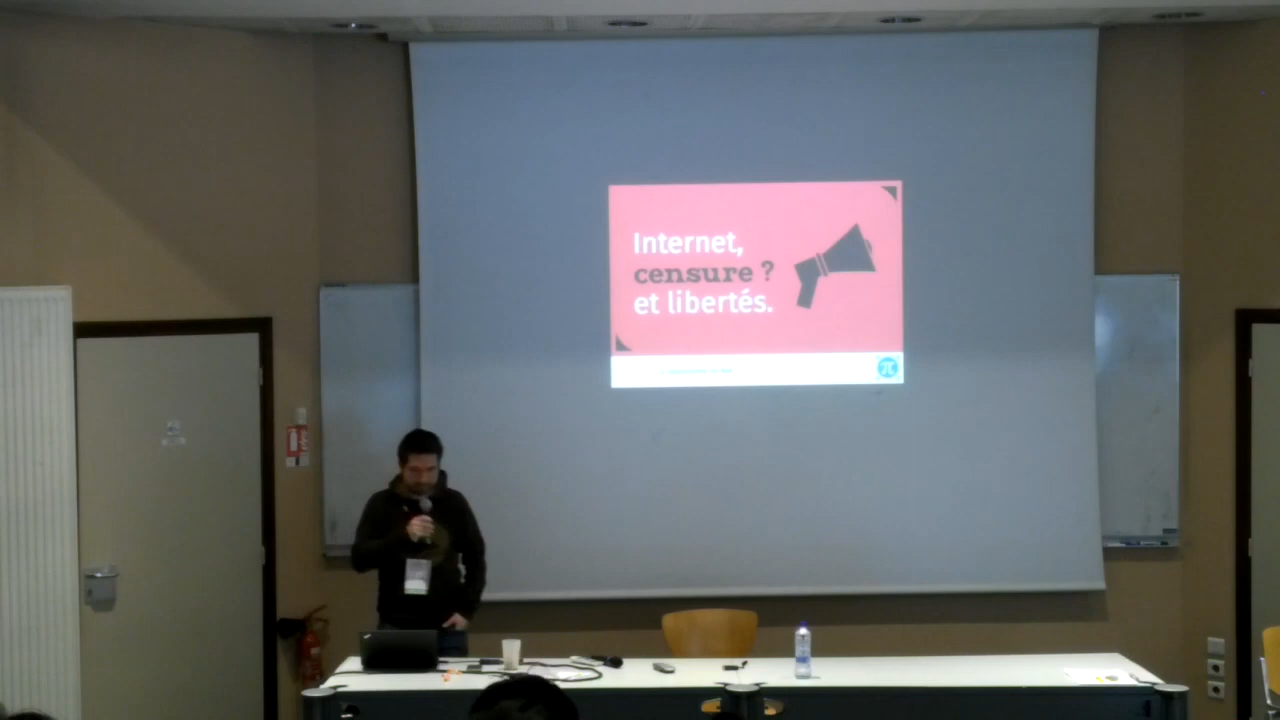 Internet,
censure ?
et libertés.
π